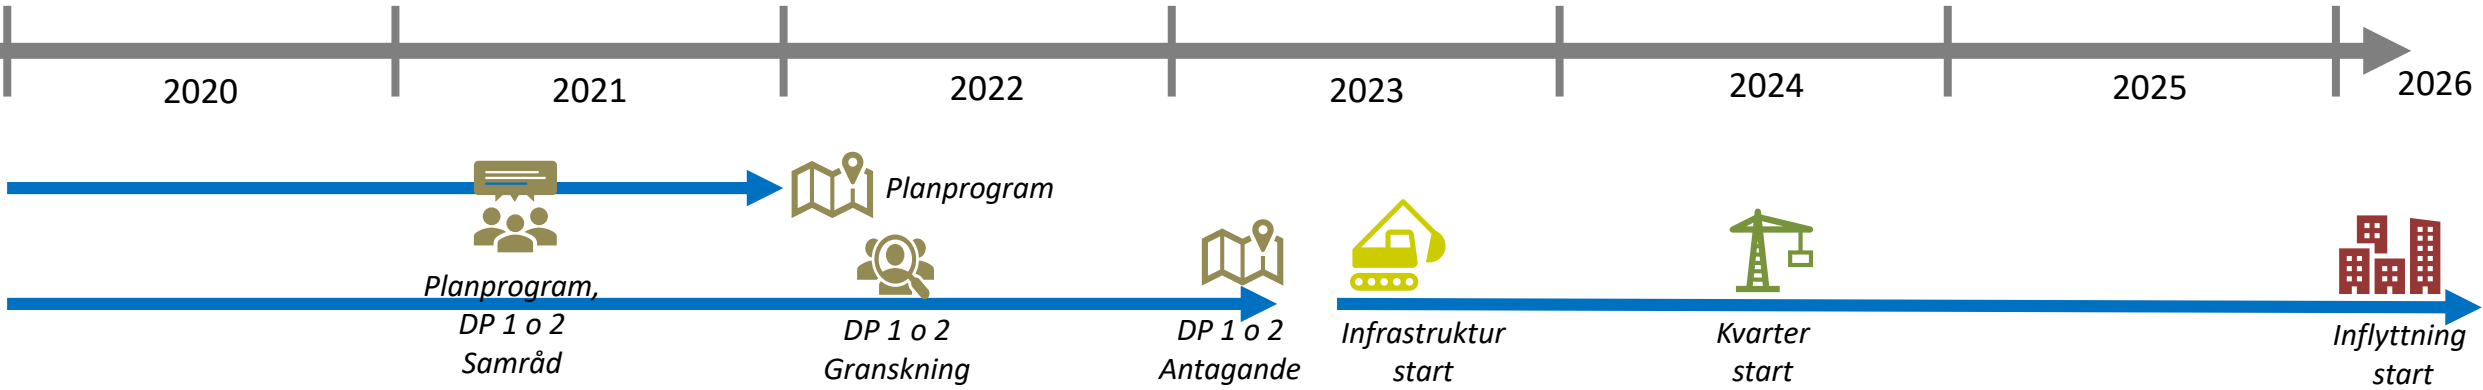 2020
2021
2022
2023
2024
2025
2026
Planprogram
Planprogram,
DP 1 o 2
Samråd
DP 1 o 2
Granskning
DP 1 o 2
Antagande
Infrastruktur
start
Kvarter
start
Inflyttning
start